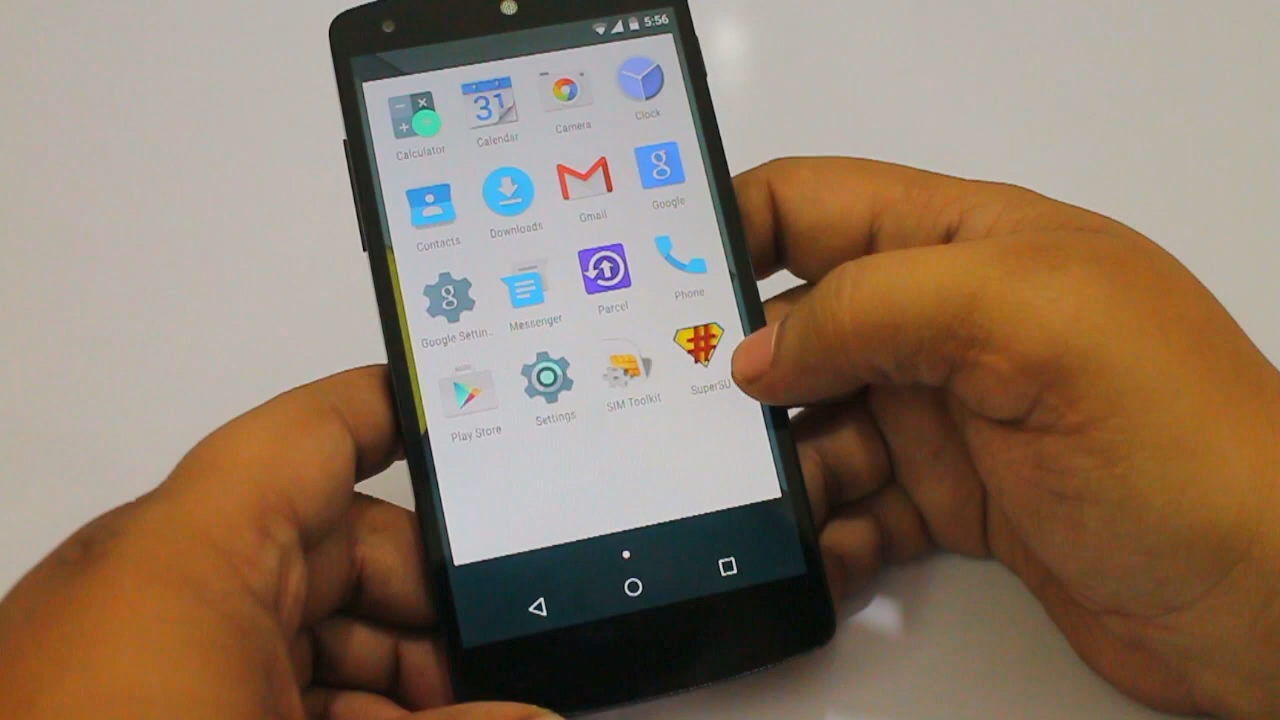 5:56
Calculator
31
Calendar
Camera
Clock
Contacts
Downloads
Gmail
g
Google
g
Google Settin..
Messenger
Parcel
Phone
Play Store
Settings
SIM Toolkit
SuperSU